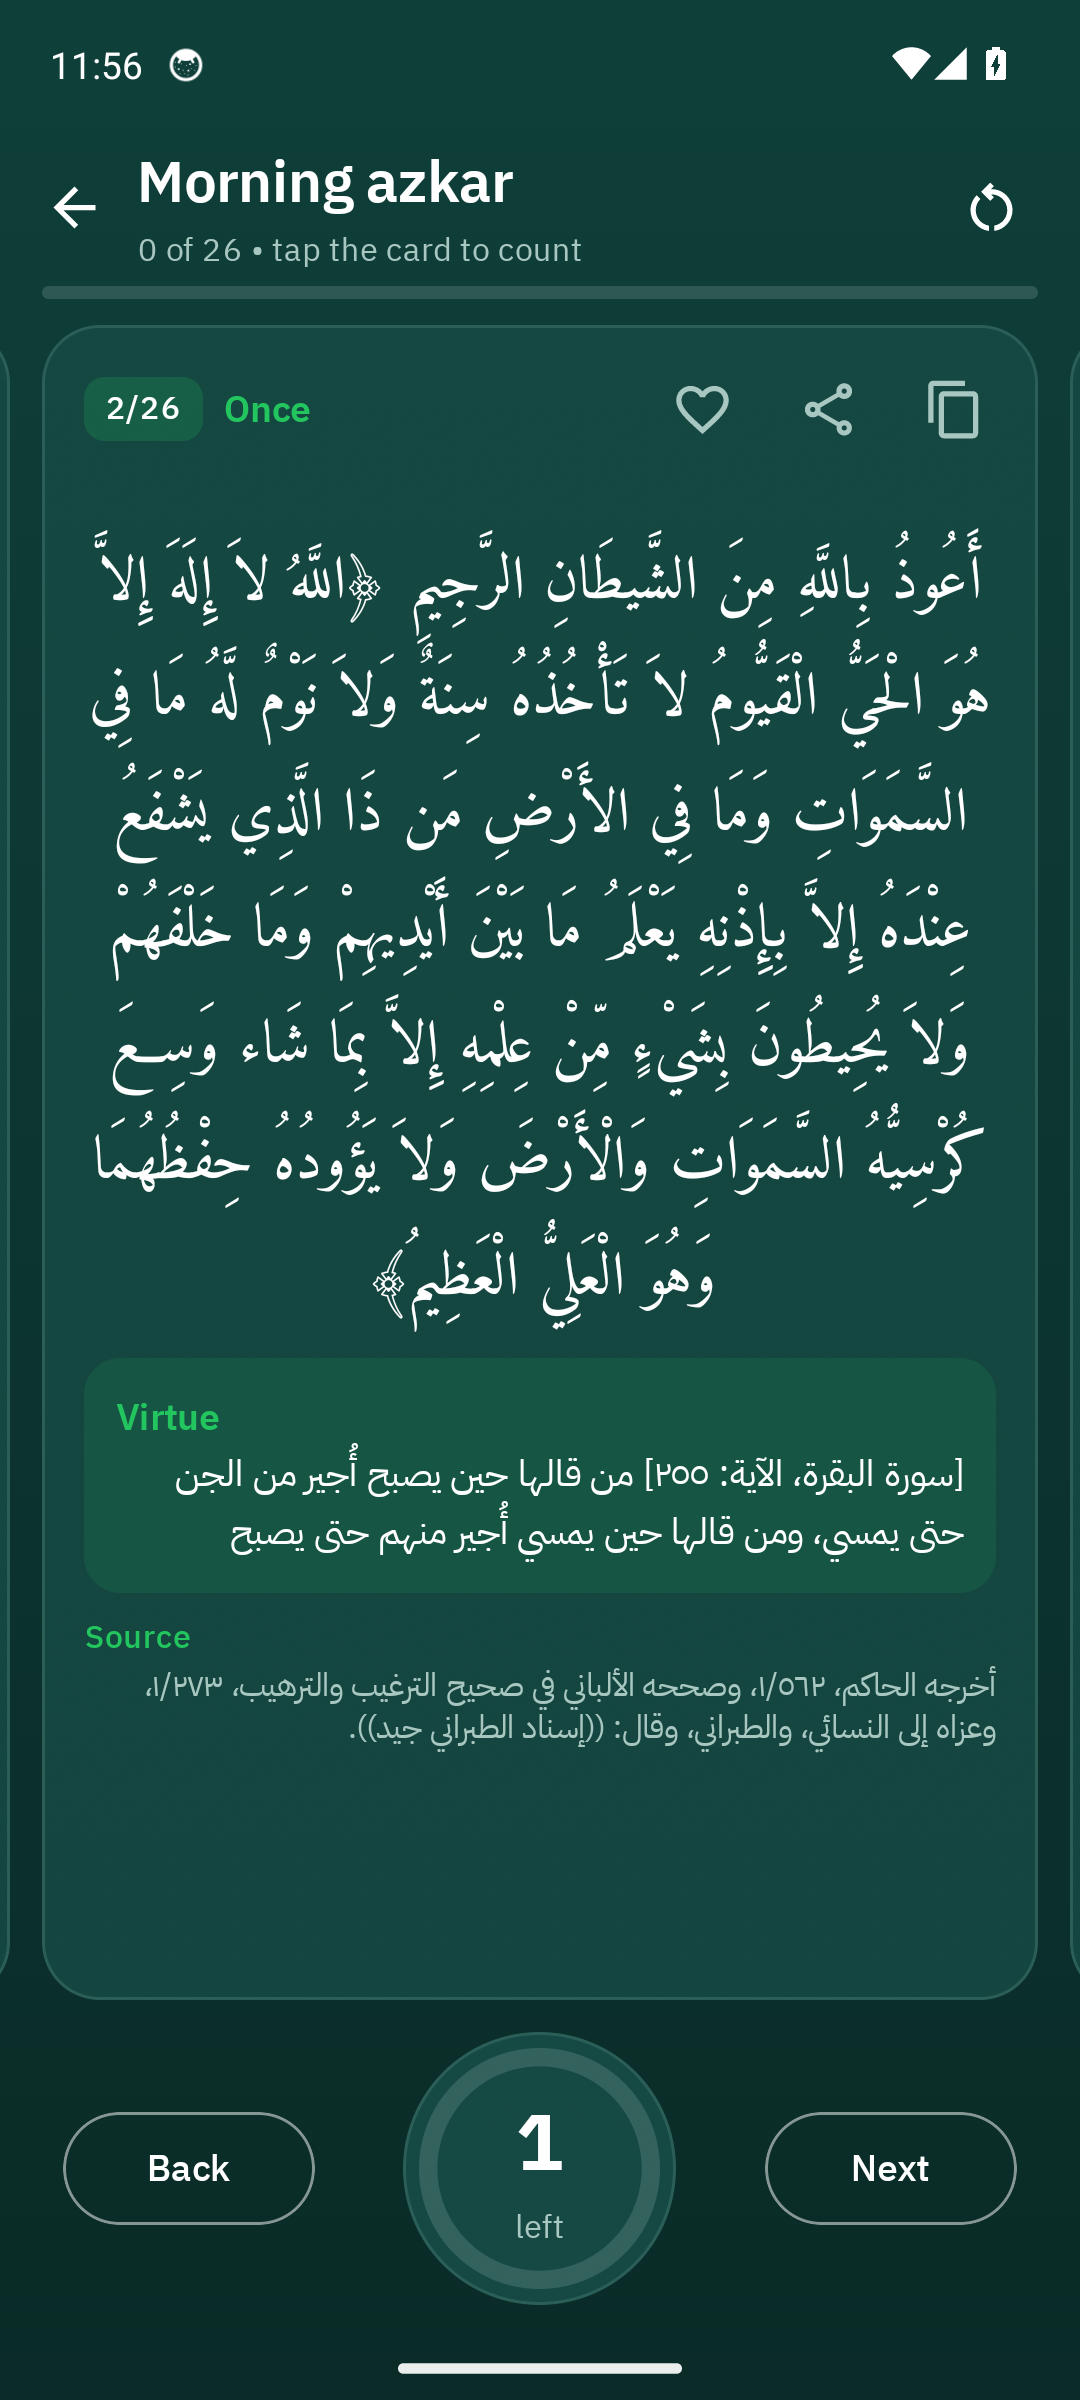 11:56
Morning azkar
0 of 26 • tap the card to count
2/26 Once
أَعُوذُ بِاللَّهِ مِنَ الشَّيطَانِ الرَّجِيمِ ﴿اللَّهُ لاَ إِلَهَ إِلاَّ
هُوَ الْحَيُّ الْقَيُّومُ لاَ تَأْخُذُهُ سِنَةٌ وَلاَ نَوْمٌ لَّهُ مَا فِي
السَّمَوَاتِ وَمَا فِي الأَرْضِ مَن ذَا الَّذِي يَشْفَعُ
عِنْدَهُ إِلاَّ بِإِذْنِهِ يَعْلَمُ مَا بَيْنَ أَيْدِيهِمْ وَمَا خَلْفَهُمْ
وَلاَ يُحِيطُونَ بِشَيْءٍ مِّنْ عِلْمِهِ إِلاَّ بِمَا شَاء وَسِعَ
كُرْسِيُّهُ السَّمَوَاتِ وَالْأَرْضَ وَلاَ يَؤُودُهُ حِفْظُهُمَا
وَهُوَ الْعَلِيُّ الْعَظِيمُ﴾
Virtue
[سورة البقرة، الآية: ٢٥٥] من قالها حين يصبح أُجير من الجن
حتى يمسي، ومن قالها حين يمسي أُجير منهم حتى يصبح
Source
أخرجه الحاكم، ١/٥٦٢، وصححه الألباني في صحيح الترغيب والترهيب، ١/٢٧٣،
وعزاه إلى النسائي، والطبراني، وقال: ((إسناد الطبراني جيد)).
Back
1
left
Next